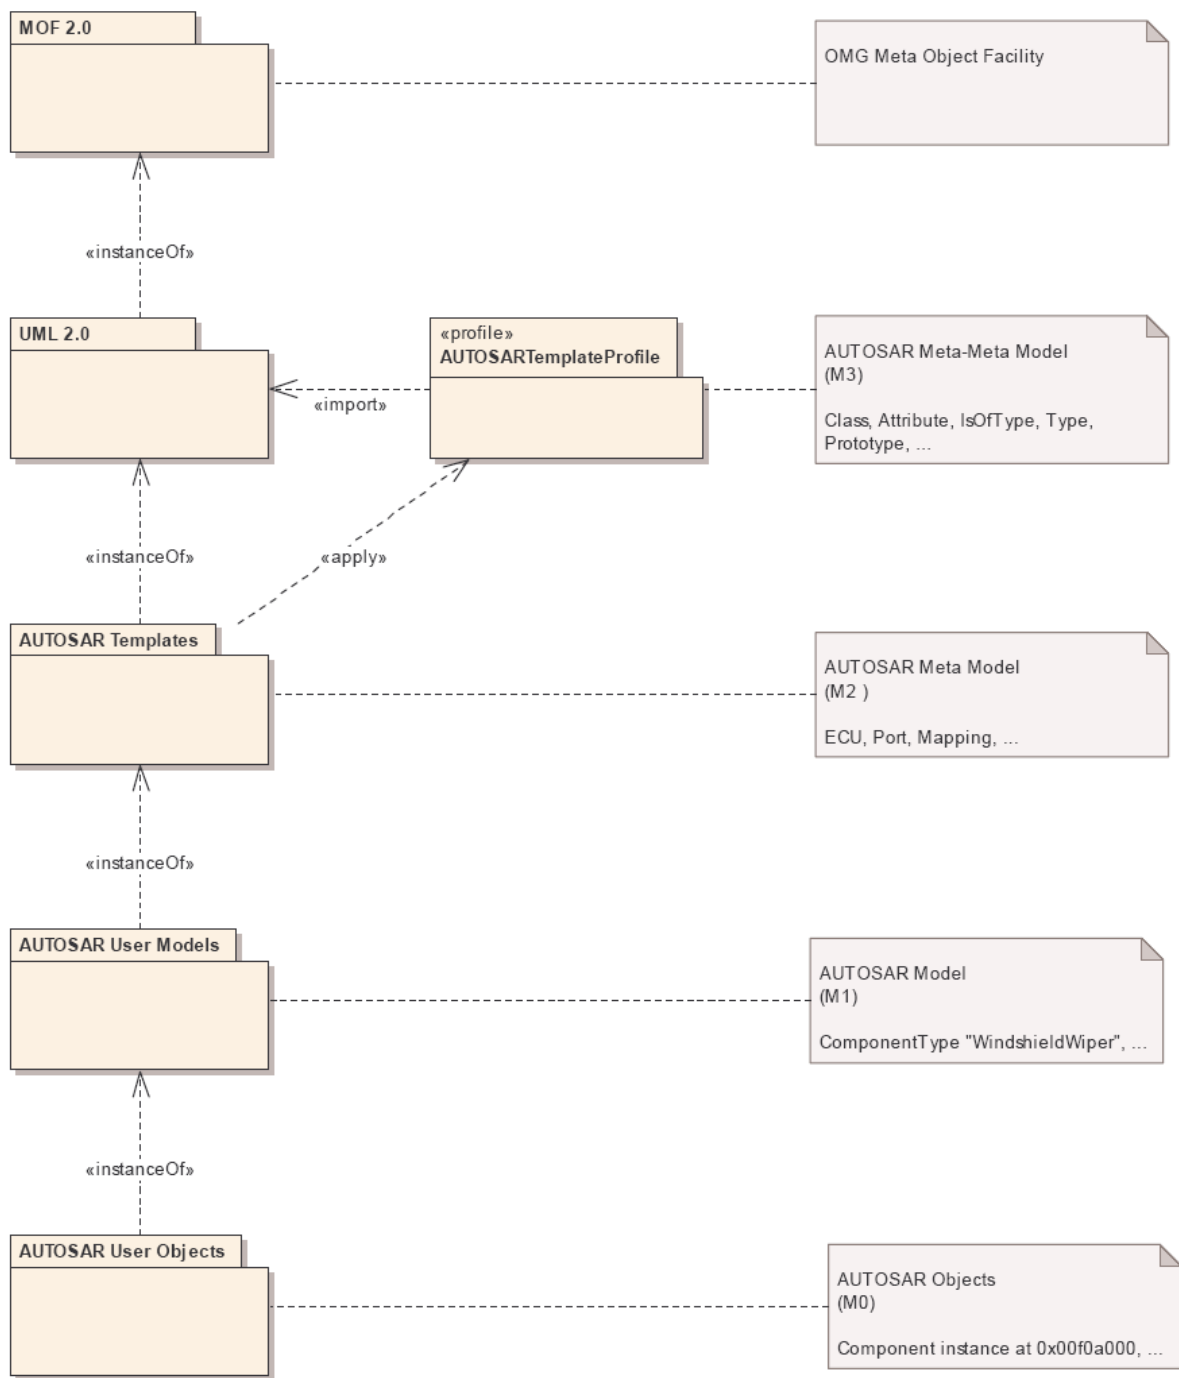 MOF 2.0
OMG Meta Object Facility
«instanceOf»
UML 2.0
«profile»
AUTOSARTemplateProfile
«import»
AUTOSAR Meta-Meta Model
(M3)
Class, Attribute, IsOfType, Type,
Prototype, ...
«instanceOf»
«apply»
AUTOSAR Templates
AUTOSAR Meta Model
(M2 )
ECU, Port, Mapping, ...
«instanceOf»
AUTOSAR User Models
AUTOSAR Model
(M1)
ComponentType "WindshieldWiper", ...
«instanceOf»
AUTOSAR User Objects
AUTOSAR Objects
(M0)
Component instance at 0x00f0a000, ...